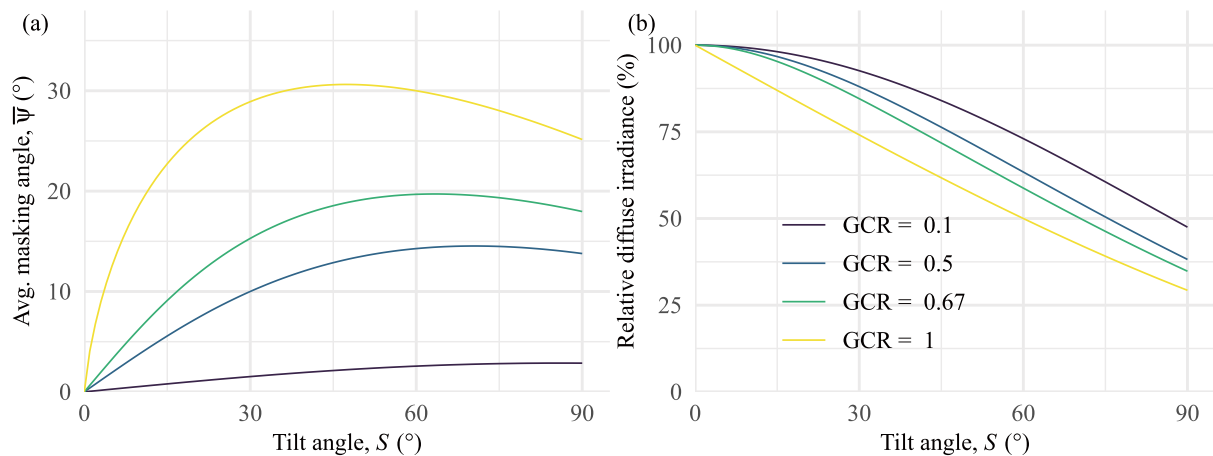 (a)
Avg. masking angle, ψ̅ (°)
30
20
10
0
0 30 60 90
Tilt angle, S (°)
(b)
Relative diffuse irradiance (%)
100
75
50
25
0
GCR = 0.1
GCR = 0.5
GCR = 0.67
GCR = 1
0 30 60 90
Tilt angle, S (°)